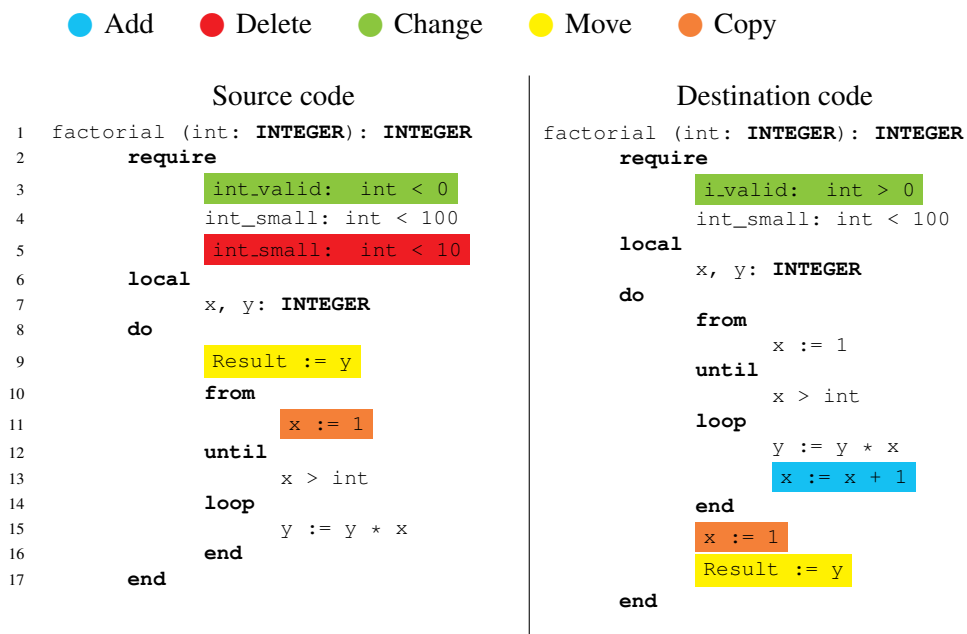 Add Delete Change Move Copy
Source code
1 factorial (int: INTEGER): INTEGER
2 require
3 int_valid: int < 0
4 int_small: int < 100
5 int_small: int < 10
6 local
7 x, y: INTEGER
8 do
9 Result := y
10 from
11 x := 1
12 until
13 x > int
14 loop
15 y := y * x
16 end
17 end
Destination code
factorial (int: INTEGER): INTEGER
require
i_valid: int > 0
int_small: int < 100
local
x, y: INTEGER
do
from
x := 1
until
x > int
loop
y := y * x
x := x + 1
end
x := 1
Result := y
end